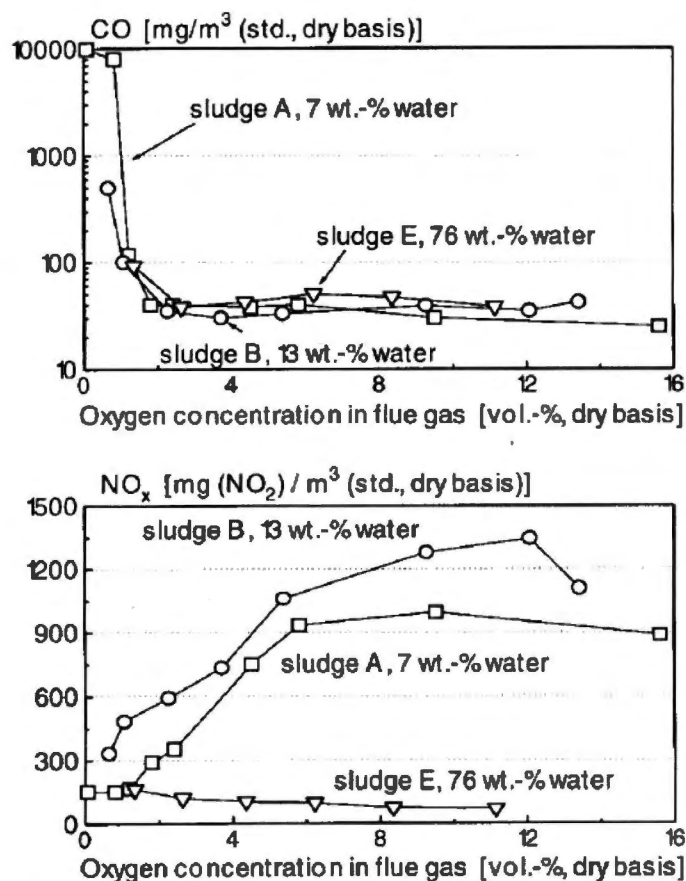 CO [mg/m³ (std., dry basis)]
10000
sludge A, 7 wt.-% water
1000
sludge E, 76 wt.-% water
100
sludge B, 13 wt.-% water
10
0 4 8 12 16
Oxygen concentration in flue gas [vol.-%, dry basis]
NOₓ [mg (NO₂) / m³ (std., dry basis)]
1500
sludge B, 13 wt.-% water
1200
900
sludge A, 7 wt.-% water
600
300
sludge E, 76 wt.-% water
0
0 4 8 12 16
Oxygen concentration in flue gas [vol.-%, dry basis]